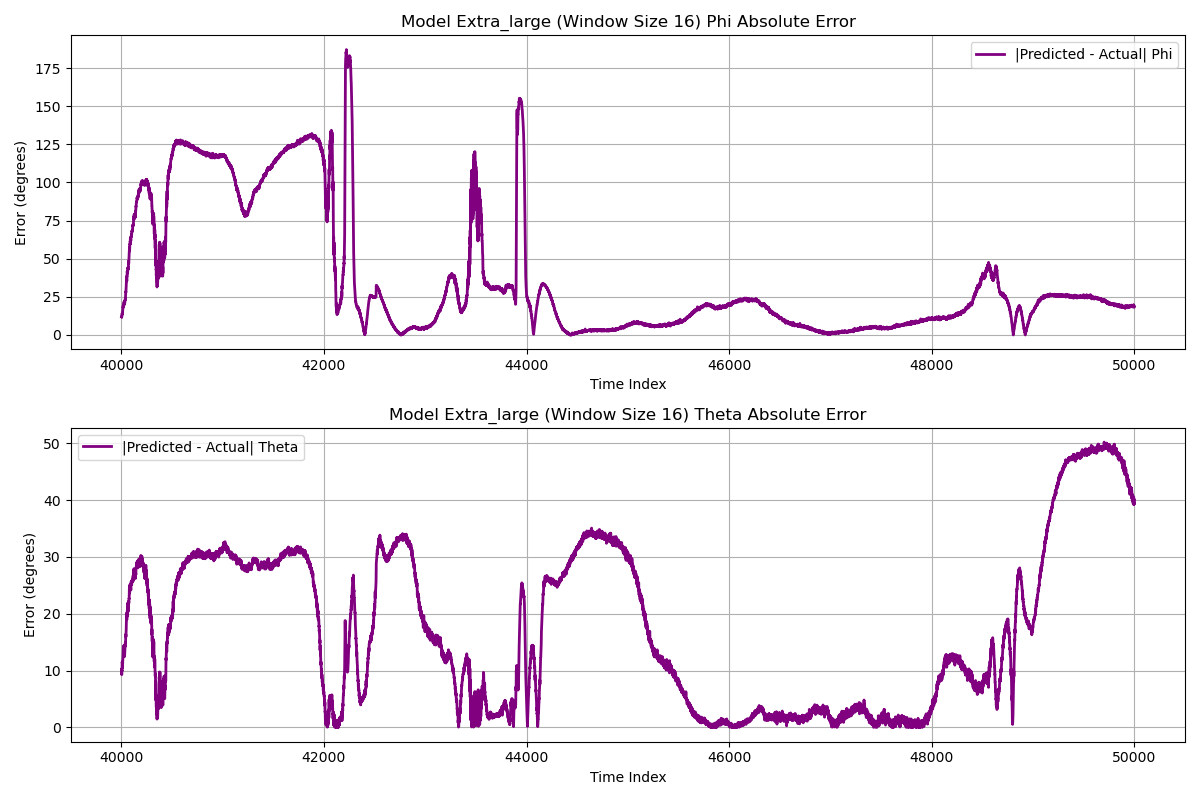 Model Extra_large (Window Size 16) Phi Absolute Error
|Predicted - Actual| Phi
175
150
125
100
75
50
25
0
Error (degrees)
40000 42000 44000 46000 48000 50000
Time Index
Model Extra_large (Window Size 16) Theta Absolute Error
|Predicted - Actual| Theta
50
40
30
20
10
0
Error (degrees)
40000 42000 44000 46000 48000 50000
Time Index